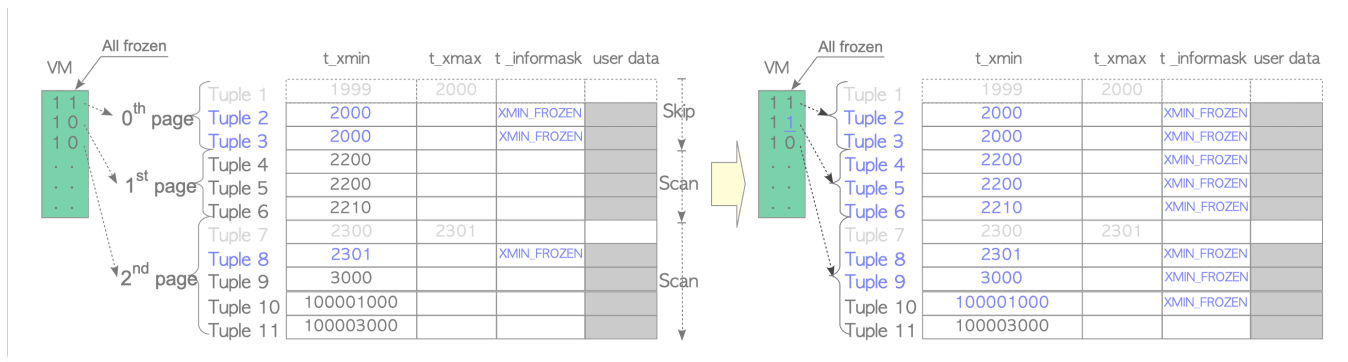 All frozen
VM
t_xmin t_xmax t_informask user data
1 1
1 0
1 0
. .
. .
. .
0th page
1st page
2nd page
Tuple 1 1999 2000
Tuple 2 2000 XMIN_FROZEN
Tuple 3 2000 XMIN_FROZEN
Tuple 4 2200
Tuple 5 2200
Tuple 6 2210
Tuple 7 2300 2301
Tuple 8 2301 XMIN_FROZEN
Tuple 9 3000
Tuple 10 100001000
Tuple 11 100003000
Skip
Scan
Scan
All frozen
VM
t_xmin t_xmax t _informask user data
1 1
1 1
1 0
. .
. .
. .
Tuple 1 1999 2000
Tuple 2 2000 XMIN_FROZEN
Tuple 3 2000 XMIN_FROZEN
Tuple 4 2200 XMIN_FROZEN
Tuple 5 2200 XMIN_FROZEN
Tuple 6 2210 XMIN_FROZEN
Tuple 7 2300 2301
Tuple 8 2301 XMIN_FROZEN
Tuple 9 3000 XMIN_FROZEN
Tuple 10 100001000 XMIN_FROZEN
Tuple 11 100003000